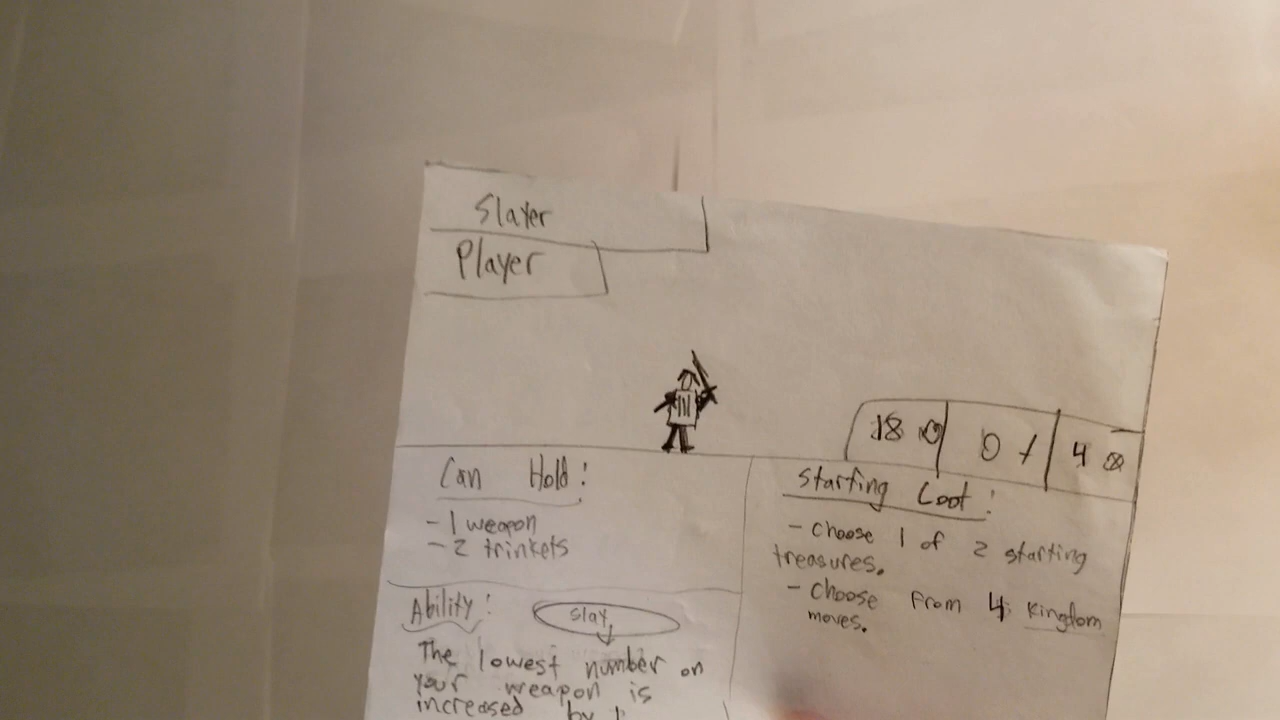 Slayer
Player
18
0
4
Can Hold:
- 1 weapon
- 2 trinkets
Starting Loot:
- choose 1 of 2 starting
treasures.
- choose from 4 kingdom
moves.
Ability:
slay
The lowest number on
your weapon is
increased by 1